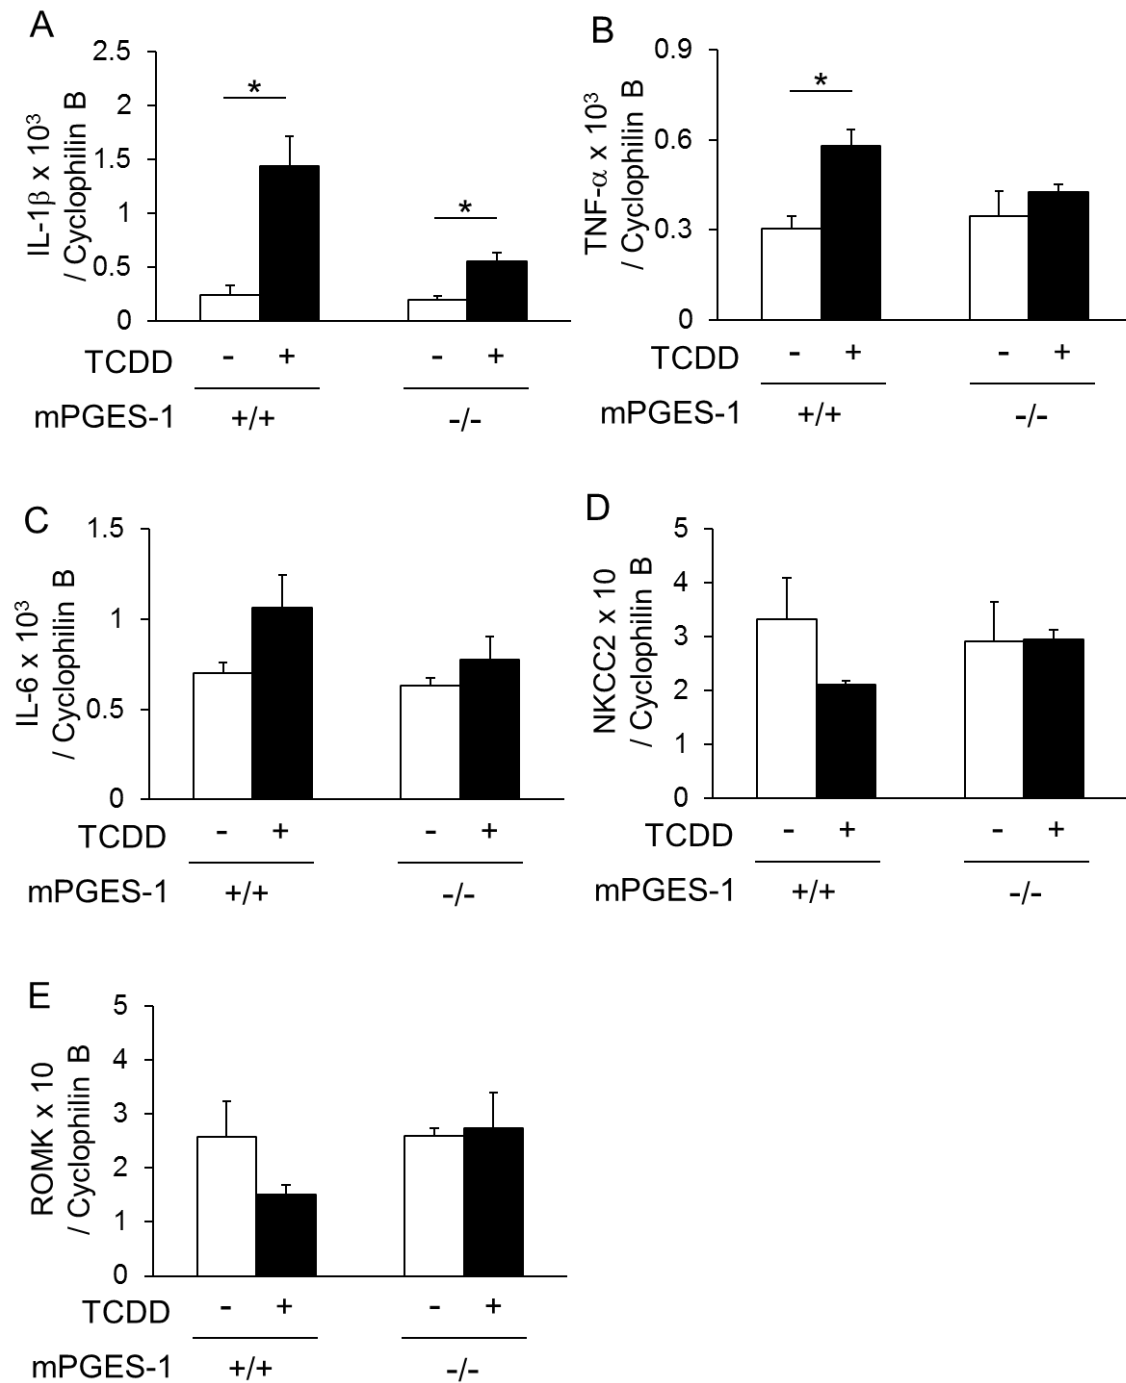 A
IL-1β x 10³
/ Cyclophilin B
2.5
2
1.5
1
0.5
0
*
*
TCDD - + - +
mPGES-1 +/+ -/-
B
TNF-α x 10³
/ Cyclophilin B
0.9
0.6
0.3
0
*
TCDD - + - +
mPGES-1 +/+ -/-
C
IL-6 x 10³
/ Cyclophilin B
1.5
1
0.5
0
TCDD - + - +
mPGES-1 +/+ -/-
D
NKCC2 x 10
/ Cyclophilin B
5
4
3
2
1
0
TCDD - + - +
mPGES-1 +/+ -/-
E
ROMK x 10
/ Cyclophilin B
5
4
3
2
1
0
TCDD - + - +
mPGES-1 +/+ -/-